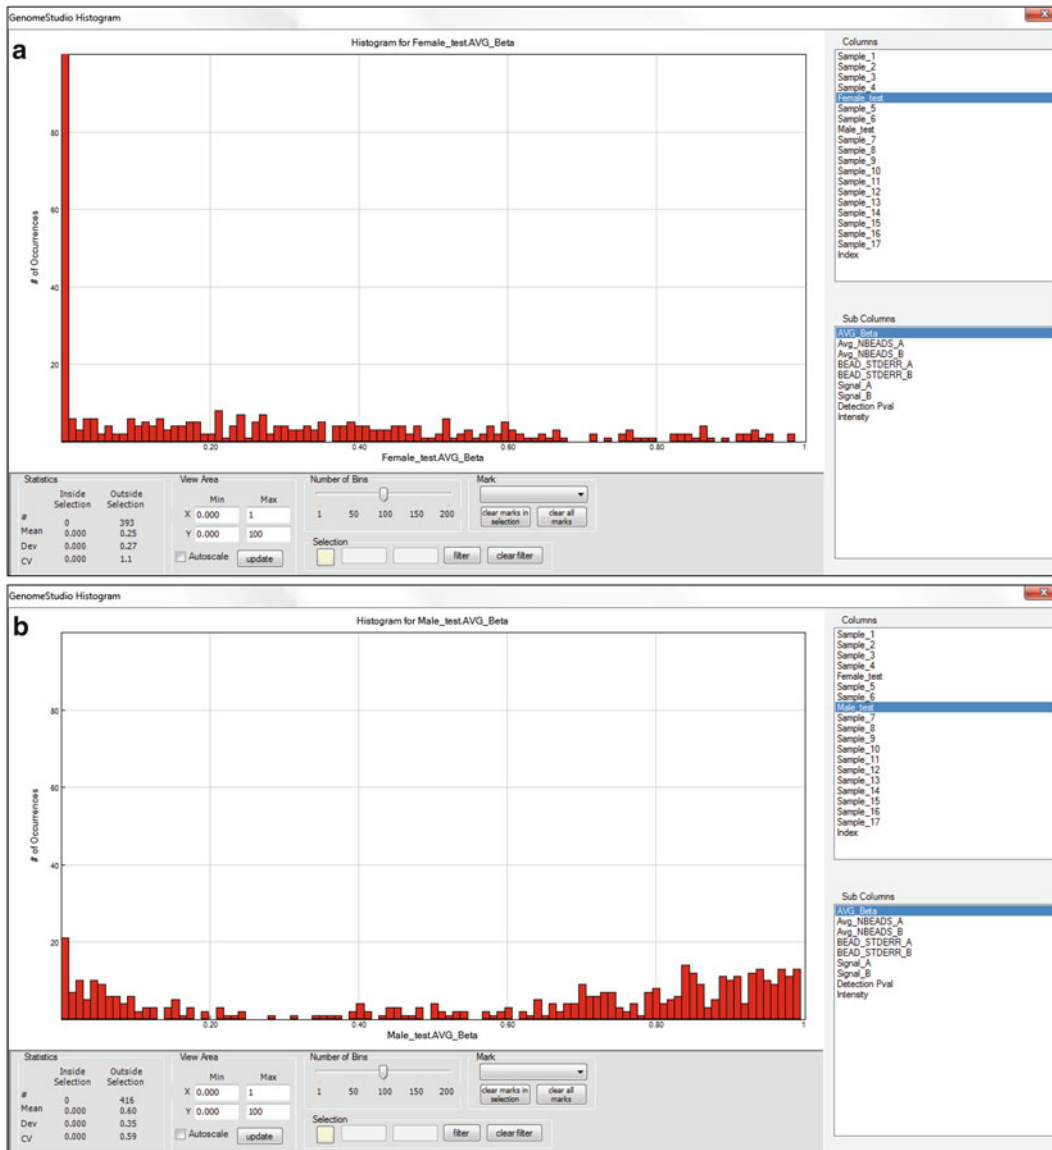 GenomeStudio Histogram
X
a
Histogram for Female_test.AVG_Beta
# of Occurrences
80
60
40
20
0.20
0.40
0.60
0.80
1
Female_test.AVG_Beta
Columns
Sample_1
Sample_2
Sample_3
Sample_4
Female_test
Sample_5
Sample_6
Male_test
Sample_7
Sample_8
Sample_9
Sample_10
Sample_11
Sample_12
Sample_13
Sample_14
Sample_15
Sample_16
Sample_17
Index
Sub Columns
AVG_Beta
Avg_NBEADS_A
Avg_NBEADS_B
BEAD_STDERR_A
BEAD_STDERR_B
Signal_A
Signal_B
Detection Pval
Intensity
Statistics
Inside Selection Outside Selection
# 0 393
Mean 0.000 0.25
Dev 0.000 0.27
CV 0.000 1.1
View Area
Min Max
X 0.000 1
Y 0.000 100
Autoscale update
Number of Bins
1 50 100 150 200
Mark
clear marks in selection clear all marks
Selection
filter clear filter
GenomeStudio Histogram
X
b
Histogram for Male_test.AVG_Beta
# of Occurrences
80
60
40
20
0.20
0.40
0.60
0.80
1
Male_test.AVG_Beta
Columns
Sample_1
Sample_2
Sample_3
Sample_4
Female_test
Sample_5
Sample_6
Male_test
Sample_7
Sample_8
Sample_9
Sample_10
Sample_11
Sample_12
Sample_13
Sample_14
Sample_15
Sample_16
Sample_17
Index
Sub Columns
AVG_Beta
Avg_NBEADS_A
Avg_NBEADS_B
BEAD_STDERR_A
BEAD_STDERR_B
Signal_A
Signal_B
Detection Pval
Intensity
Statistics
Inside Selection Outside Selection
# 0 416
Mean 0.000 0.60
Dev 0.000 0.35
CV 0.000 0.59
View Area
Min Max
X 0.000 1
Y 0.000 100
Autoscale update
Number of Bins
1 50 100 150 200
Mark
clear marks in selection clear all marks
Selection
filter clear filter